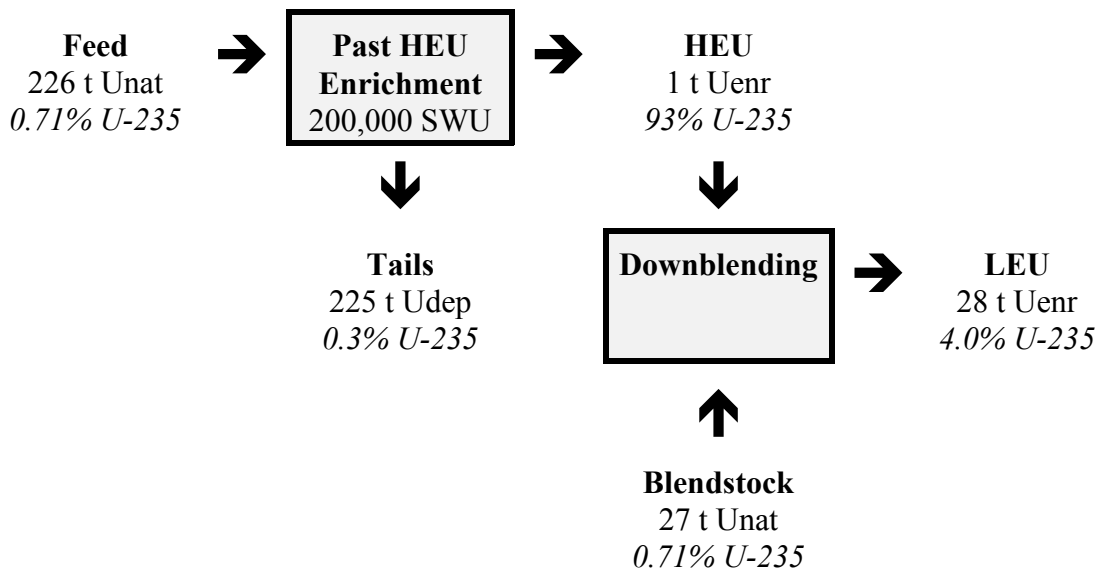 Feed
226 t Unat
0.71% U-235
Past HEU
Enrichment
200,000 SWU
HEU
1 t Uenr
93% U-235
Tails
225 t Udep
0.3% U-235
Downblending
LEU
28 t Uenr
4.0% U-235
Blendstock
27 t Unat
0.71% U-235